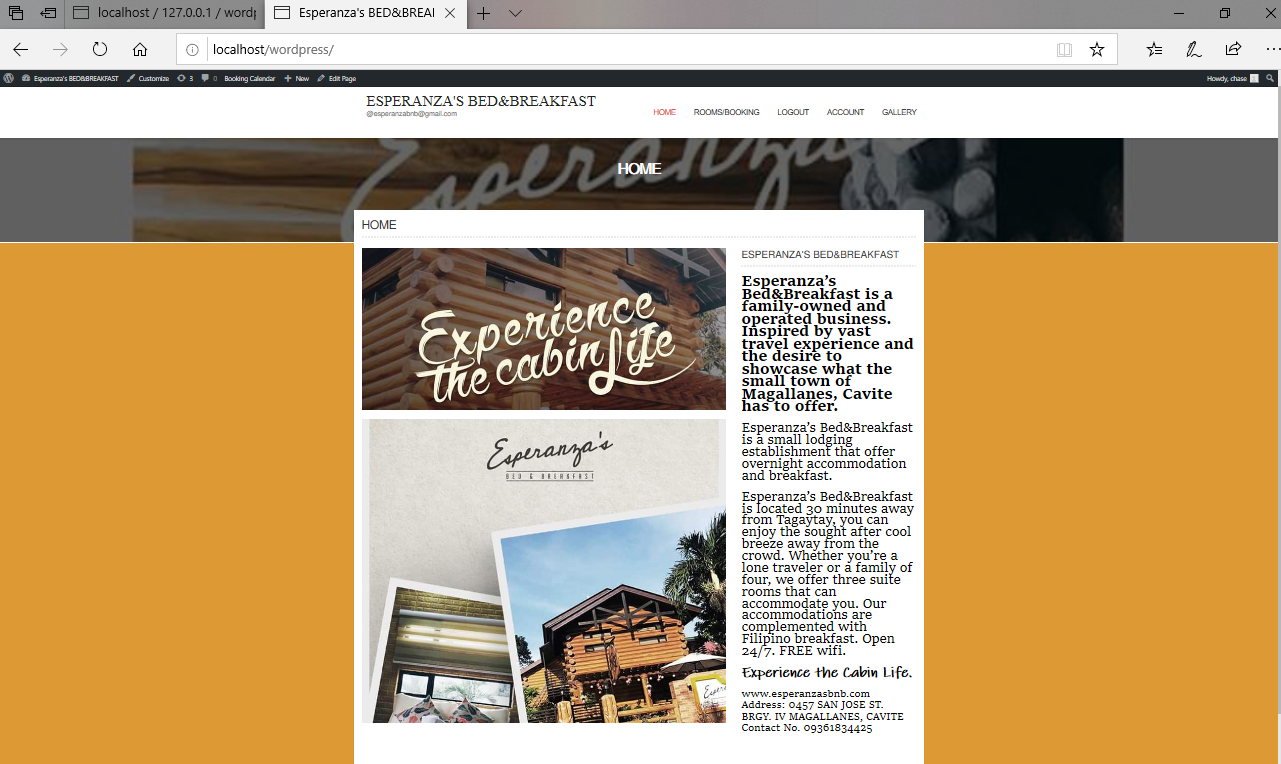 localhost / 127.0.0.1 / wordp
Esperanza's BED&BREAI
localhost/wordpress/
Esperanza's BED&BREAKFAST Customize 3 0 Booking Calendar New Edit Page Howdy, chase
ESPERANZA'S BED&BREAKFAST
@esperanzabnb@gmail.com
HOME ROOMS/BOOKING LOGOUT ACCOUNT GALLERY
Esperanza's
HOME
HOME
Experience
the cabin Life
Esperanza's
BED & BREAKFAST
ESPERANZA'S BED&BREAKFAST
Esperanza's
Bed&Breakfast is a
family-owned and
operated business.
Inspired by vast
travel experience and
the desire to
showcase what the
small town of
Magallanes, Cavite
has to offer.
Esperanza's Bed&Breakfast
is a small lodging
establishment that offer
overnight accommodation
and breakfast.
Esperanza's Bed&Breakfast
is located 30 minutes away
from Tagaytay, you can
enjoy the sought after cool
breeze away from the
crowd. Whether you're a
lone traveler or a family of
four, we offer three suite
rooms that can
accommodate you. Our
accommodations are
complemented with
Filipino breakfast. Open
24/7. FREE wifi.
Experience the Cabin Life.
www.esperanzasbnb.com
Address: 0457 SAN JOSE ST.
BRGY. IV MAGALLANES, CAVITE
Contact No. 09361834425